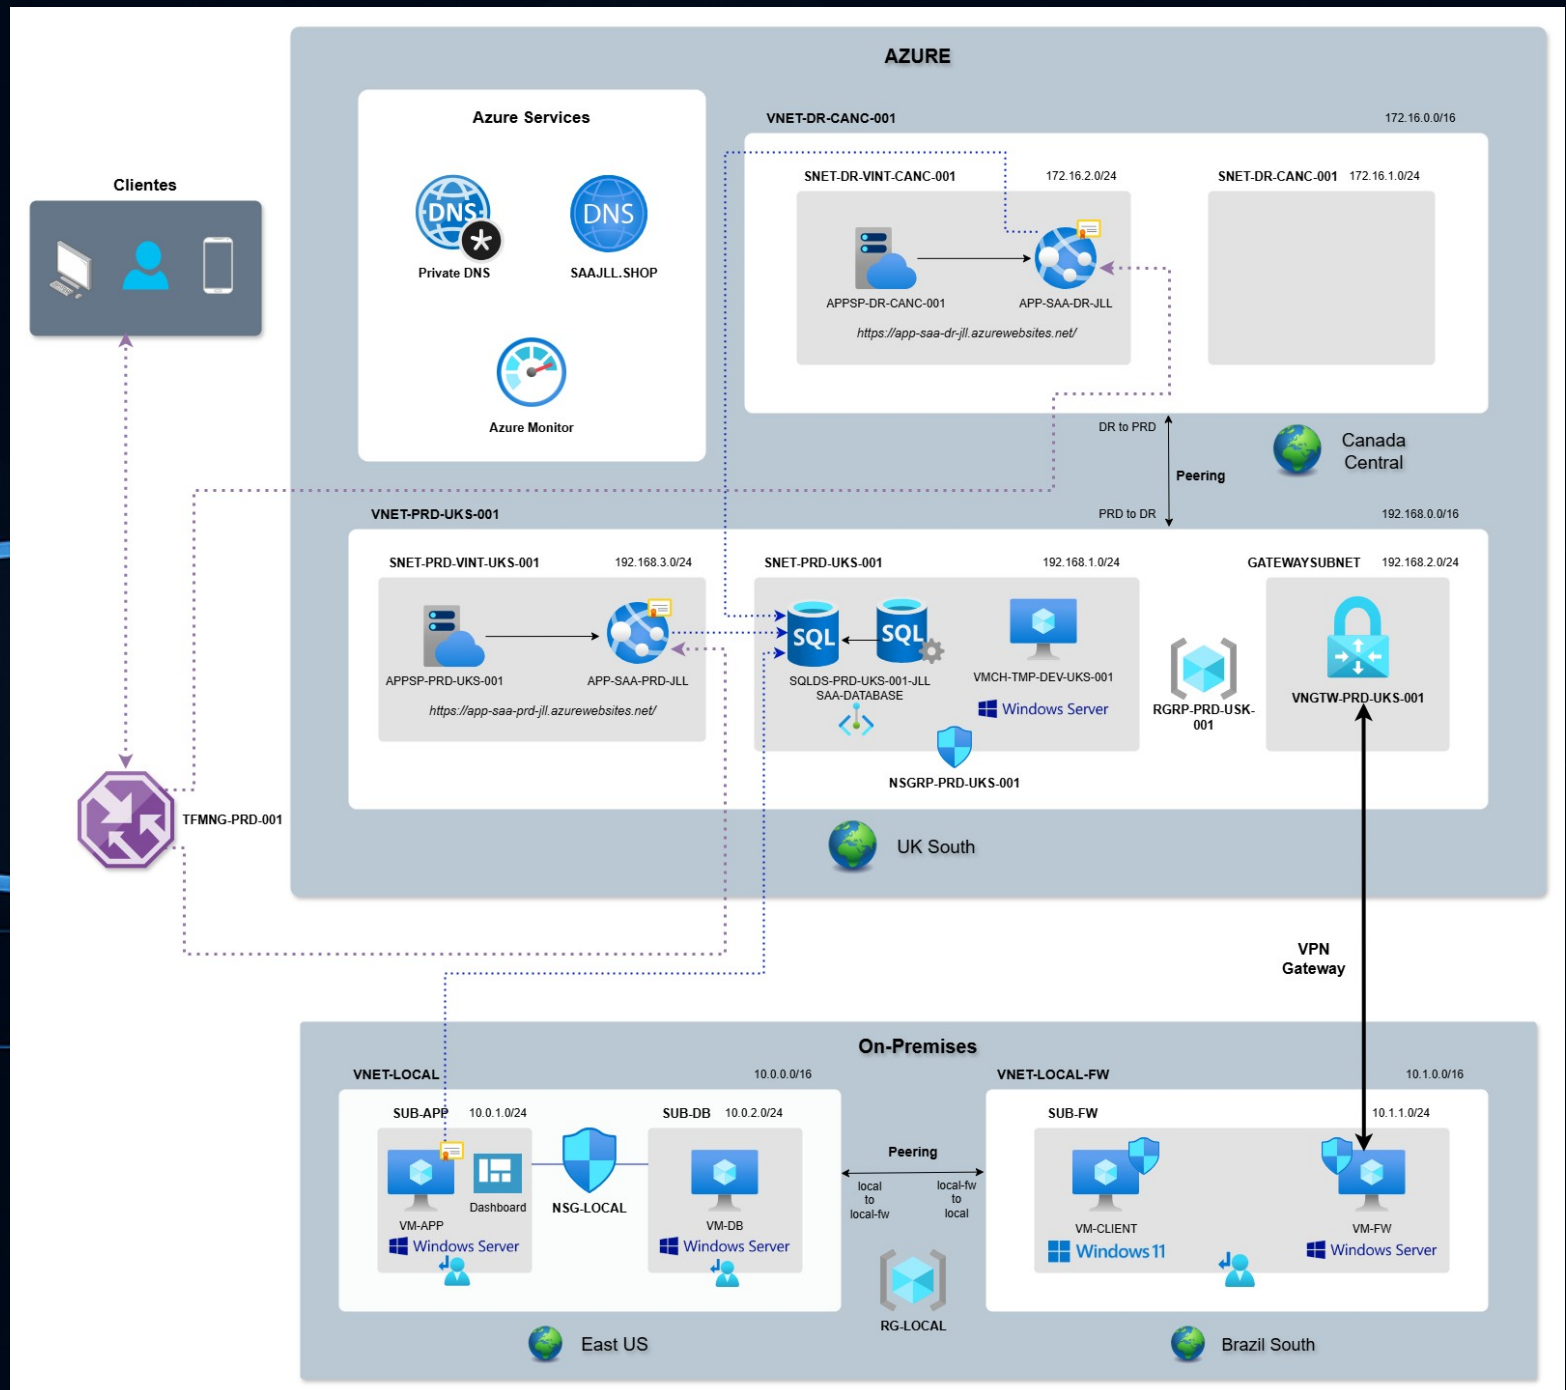 AZURE
Azure Services
DNS
DNS
Private DNS
SAAJLL.SHOP
Azure Monitor
Clientes
VNET-DR-CANC-001
172.16.0.0/16
SNET-DR-VINT-CANC-001
172.16.2.0/24
SNET-DR-CANC-001
172.16.1.0/24
APPSP-DR-CANC-001
APP-SAA-DR-JLL
https://app-saa-dr-jll.azurewebsites.net/
DR to PRD
Peering
PRD to DR
Canada
Central
VNET-PRD-UKS-001
192.168.0.0/16
SNET-PRD-VINT-UKS-001
192.168.3.0/24
SNET-PRD-UKS-001
192.168.1.0/24
GATEWAYSUBNET
192.168.2.0/24
SQL
SQL
APPSP-PRD-UKS-001
APP-SAA-PRD-JLL
https://app-saa-prd-jll.azurewebsites.net/
SQLDS-PRD-UKS-001-JLL
SAA-DATABASE
VMCH-TMP-DEV-UKS-001
Windows Server
RGRP-PRD-USK-
001
VNGTW-PRD-UKS-001
NSGRP-PRD-UKS-001
TFMNG-PRD-001
UK South
VPN
Gateway
On-Premises
VNET-LOCAL
10.0.0.0/16
SUB-APP
10.0.1.0/24
SUB-DB
10.0.2.0/24
Dashboard
NSG-LOCAL
VM-APP
Windows Server
VM-DB
Windows Server
Peering
local
to
local-fw
local-fw
to
local
RG-LOCAL
East US
VNET-LOCAL-FW
10.1.0.0/16
SUB-FW
10.1.1.0/24
VM-CLIENT
Windows 11
VM-FW
Windows Server
Brazil South